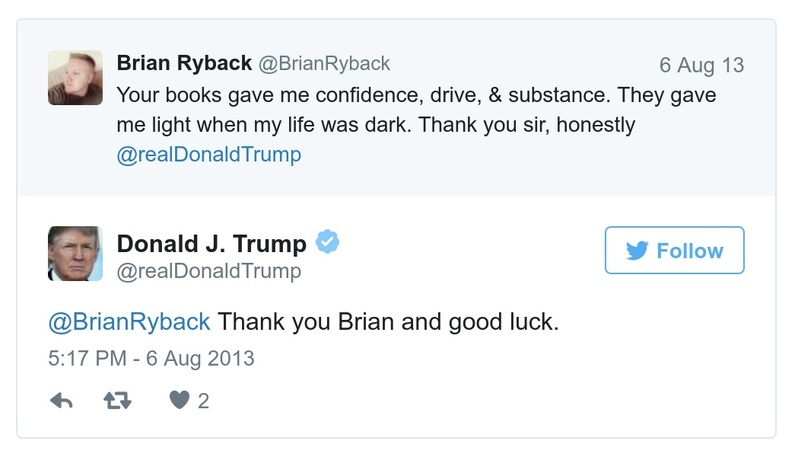 Brian Ryback @BrianRyback 6 Aug 13
Your books gave me confidence, drive, & substance. They gave
me light when my life was dark. Thank you sir, honestly
@realDonaldTrump
Donald J. Trump
@realDonaldTrump
Follow
@BrianRyback Thank you Brian and good luck.
5:17 PM - 6 Aug 2013
2